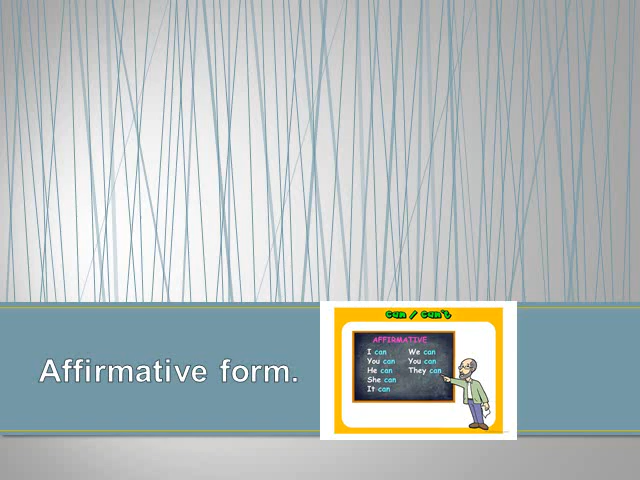 Affirmative form.
can / can't
AFFIRMATIVE
I can We can
You can You can
He can They can
She can
It can